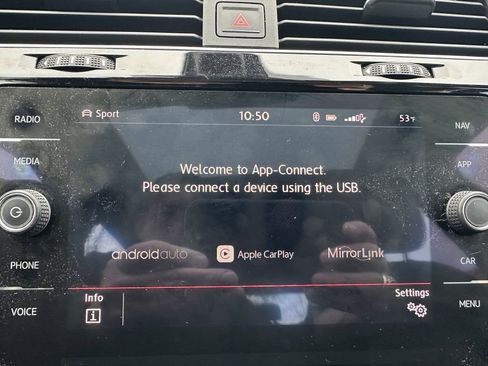 RADIO
MEDIA
PHONE
VOICE
Sport
10:50
53°F
Welcome to App-Connect.
Please connect a device using the USB.
androidauto
Apple CarPlay
MirrorLink
Info
Settings
NAV
APP
CAR
MENU